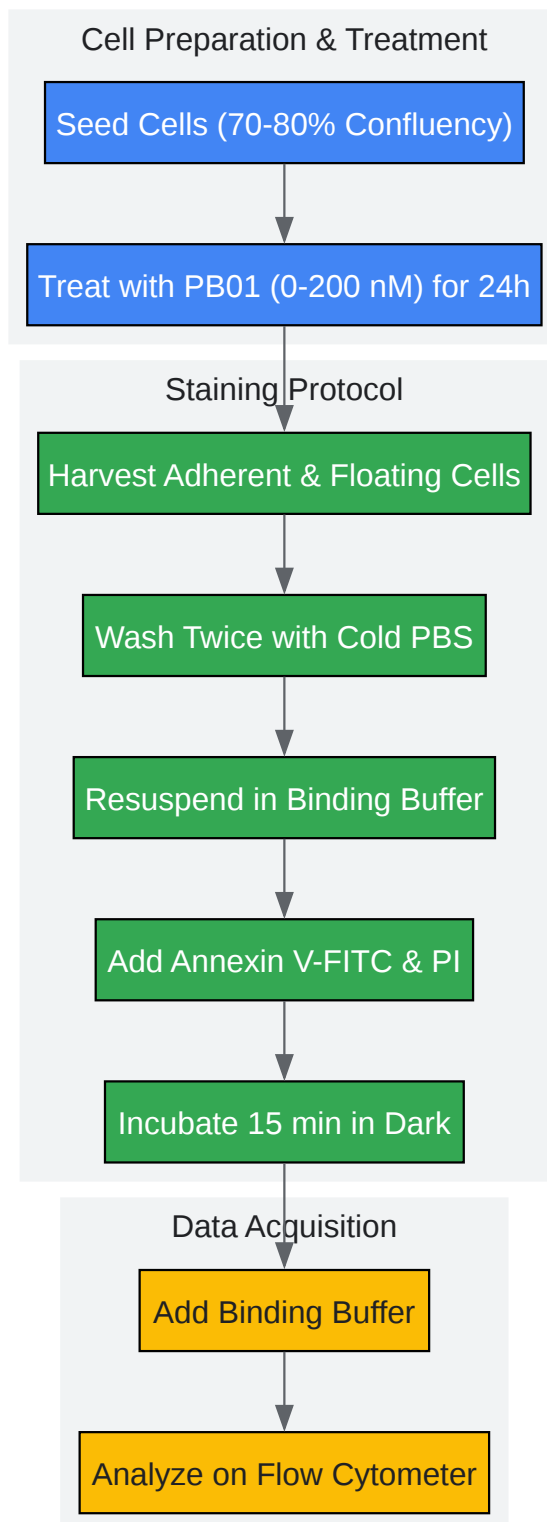 Cell Preparation & Treatment
Seed Cells (70-80% Confluency)
Treat with PB01 (0-200 nM) for 24h
Staining Protocol
Harvest Adherent & Floating Cells
Wash Twice with Cold PBS
Resuspend in Binding Buffer
Add Annexin V-FITC & PI
Incubate 15 min in Dark
Data Acquisition
Add Binding Buffer
Analyze on Flow Cytometer